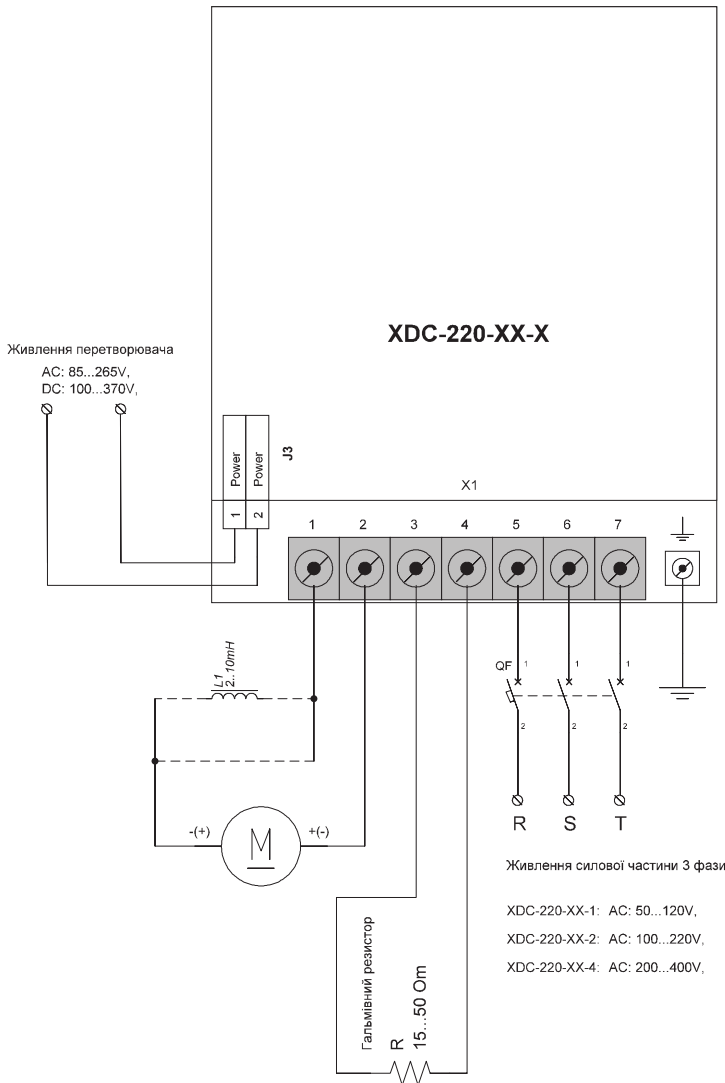 XDC-220-XX-X
Живлення перетворювача
AC: 85...265V,
DC: 100...370V,
Power
Power
J3
1
2
X1
1
2
3
4
5
6
7
L1
2..10mH
QF
1
1
1
2
2
2
-(+)
M
+(-)
R
S
T
Живлення силової частини 3 фази
XDC-220-XX-1: AC: 50...120V,
XDC-220-XX-2: AC: 100...220V,
XDC-220-XX-4: AC: 200...400V,
Гальмівний резистор
R
15...50 Om